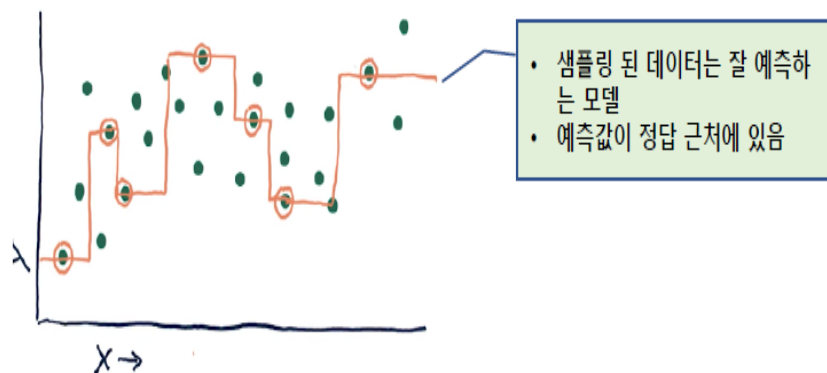 • 샘플링 된 데이터는 잘 예측하
는 모델
• 예측값이 정답 근처에 있음
y
X →